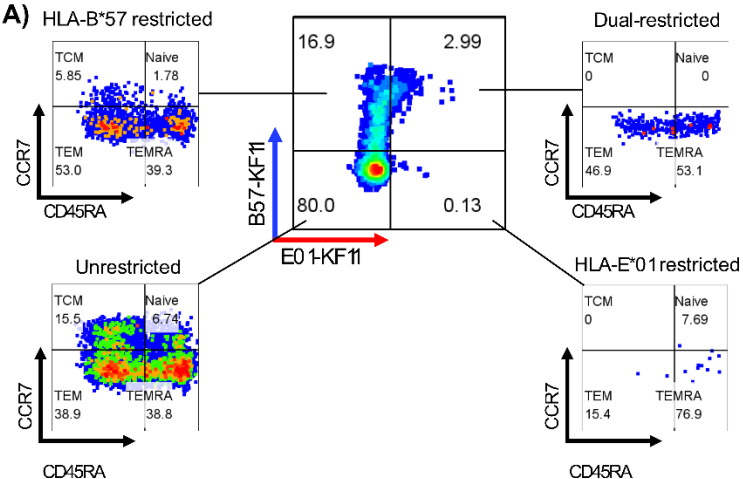 A)
HLA-B*57 restricted
TCM
5.85
Naive
1.78
TEM
53.0
TEMRA
39.3
CCR7
CD45RA
16.9
2.99
80.0
0.13
B57-KF11
E01-KF11
Dual-restricted
TCM
0
Naive
0
TEM
46.9
TEMRA
53.1
CCR7
CD45RA
Unrestricted
TCM
15.5
Naive
6.74
TEM
38.9
TEMRA
38.8
CCR7
CD45RA
HLA-E*01 restricted
TCM
0
Naive
7.69
TEM
15.4
TEMRA
76.9
CCR7
CD45RA